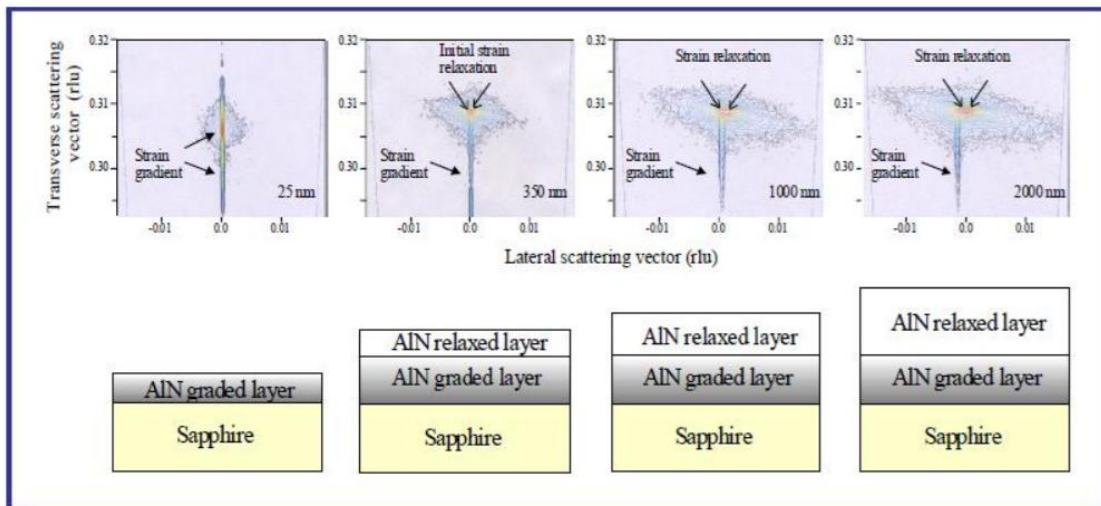 Transverse scattering
vector (rlu)
0.32
0.31
0.30
Strain
gradient
25 nm
-0.01
0.0
0.01
0.32
Initial strain
relaxation
0.31
0.30
Strain
gradient
350 nm
-0.01
0.0
0.01
0.32
Strain relaxation
0.31
0.30
Strain
gradient
1000 nm
-0.01
0.0
0.01
0.32
Strain relaxation
0.31
0.30
Strain
gradient
2000 nm
-0.01
0.0
0.01
Lateral scattering vector (rlu)
AlN graded layer
Sapphire
AlN relaxed layer
AlN graded layer
Sapphire
AlN relaxed layer
AlN graded layer
Sapphire
AlN relaxed layer
AlN graded layer
Sapphire